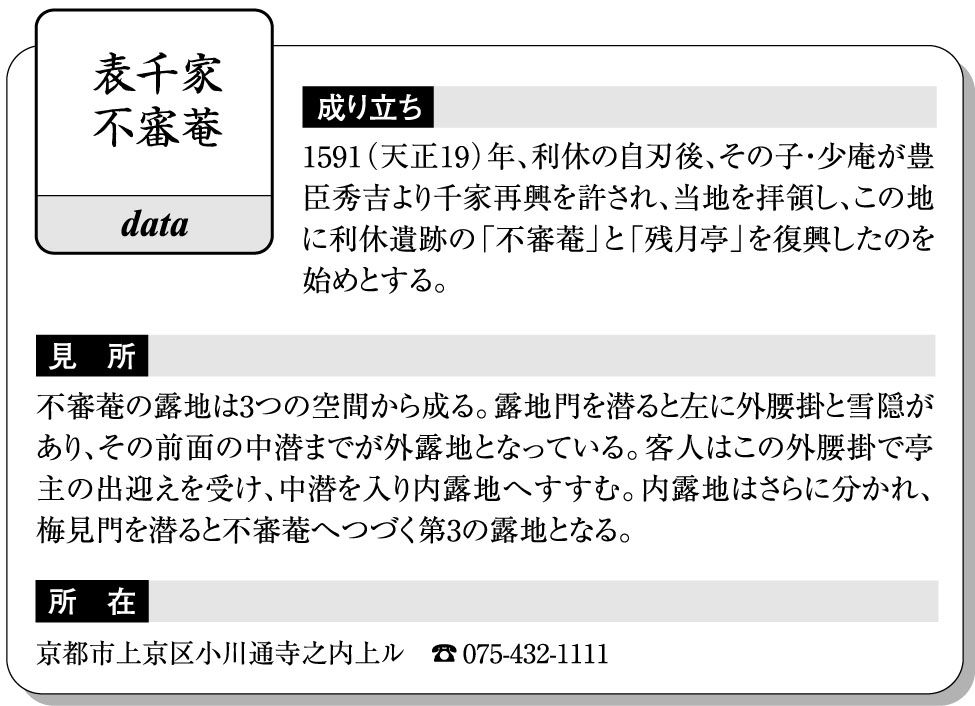 表千家
不審菴
data
成り立ち
1591（天正19）年、利休の自刃後、その子・少庵が豊
臣秀吉より千家再興を許され、当地を拝領し、この地
に利休遺跡の「不審菴」と「残月亭」を復興したのを
始めとする。
見　所
不審菴の露地は3つの空間から成る。露地門を潜ると左に外腰掛と雪隠が
あり、その前面の中潜までが外露地となっている。客人はこの外腰掛で亭
主の出迎えを受け、中潜を入り内露地へすすむ。内露地はさらに分かれ、
梅見門を潜ると不審菴へつづく第3の露地となる。
所　在
京都市上京区小川通寺之内上ル　☎075-432-1111